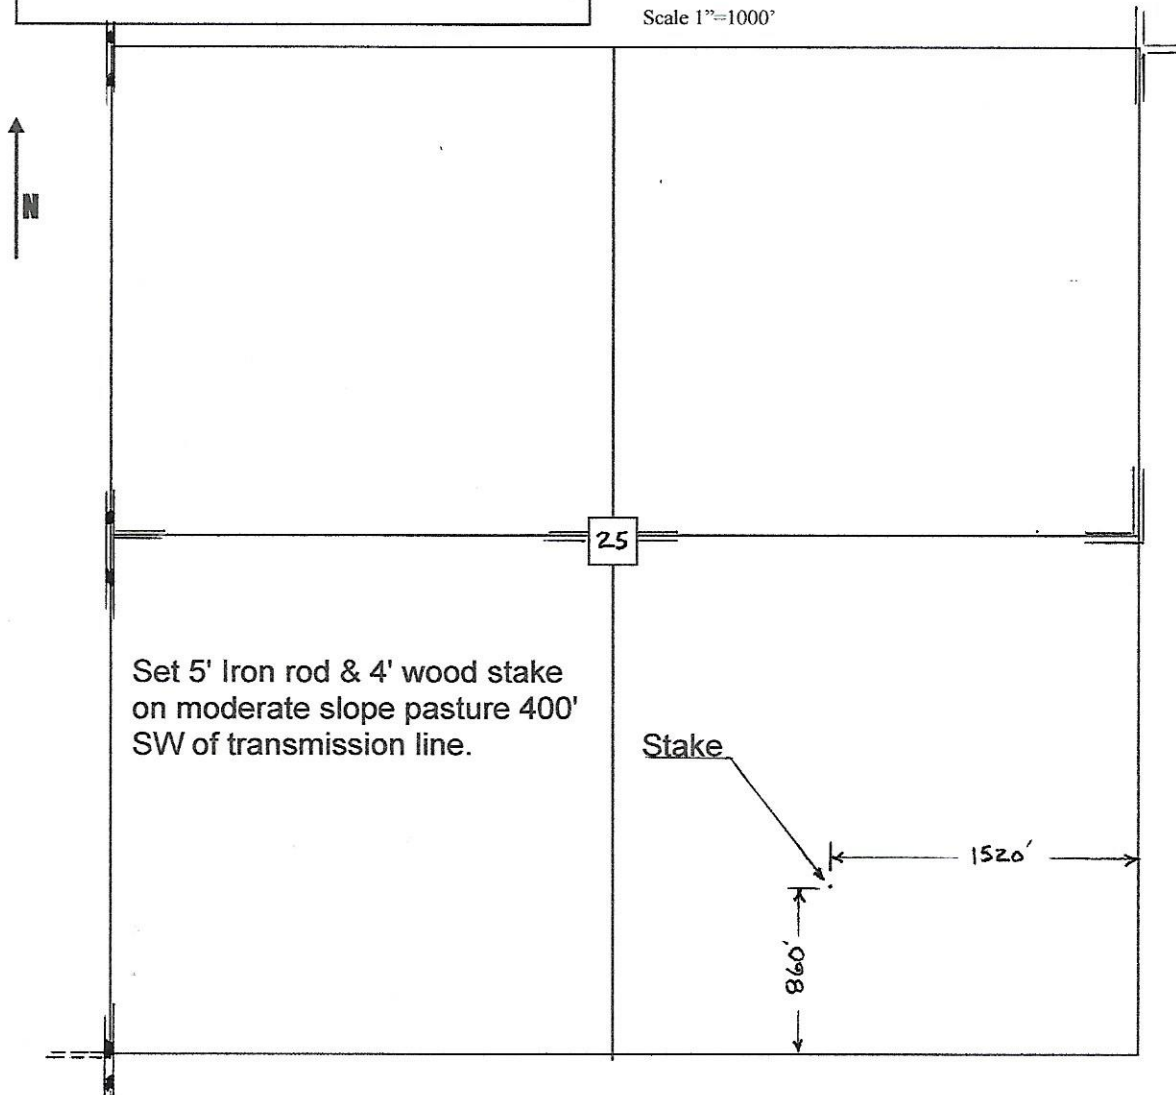 Scale 1”=1000’
N
25
Set 5' Iron rod & 4' wood stake
on moderate slope pasture 400'
SW of transmission line.
Stake
1520'
860'